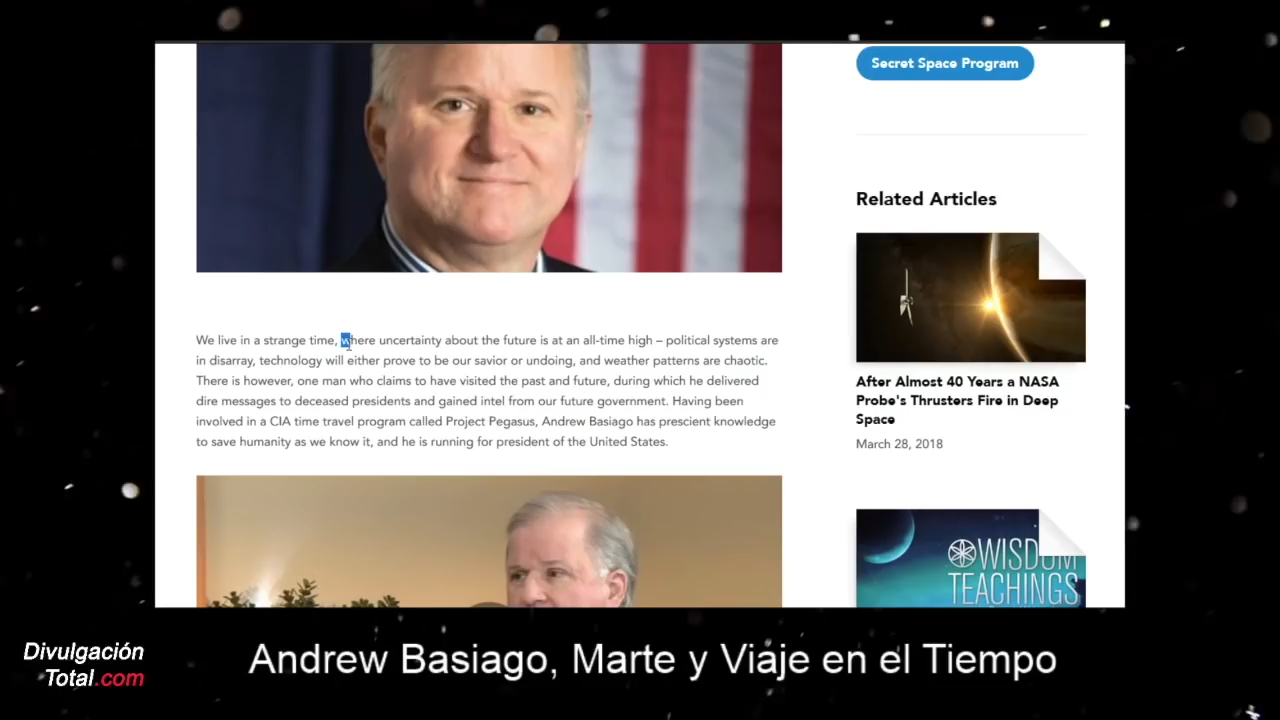 Secret Space Program
Related Articles
After Almost 40 Years a NASA
Probe's Thrusters Fire in Deep
Space
March 28, 2018
WISDOM
TEACHINGS
We live in a strange time, where uncertainty about the future is at an all-time high – political systems are
in disarray, technology will either prove to be our savior or undoing, and weather patterns are chaotic.
There is however, one man who claims to have visited the past and future, during which he delivered
dire messages to deceased presidents and gained intel from our future government. Having been
involved in a CIA time travel program called Project Pegasus, Andrew Basiago has prescient knowledge
to save humanity as we know it, and he is running for president of the United States.
Divulgación
Total.com
Andrew Basiago, Marte y Viaje en el Tiempo